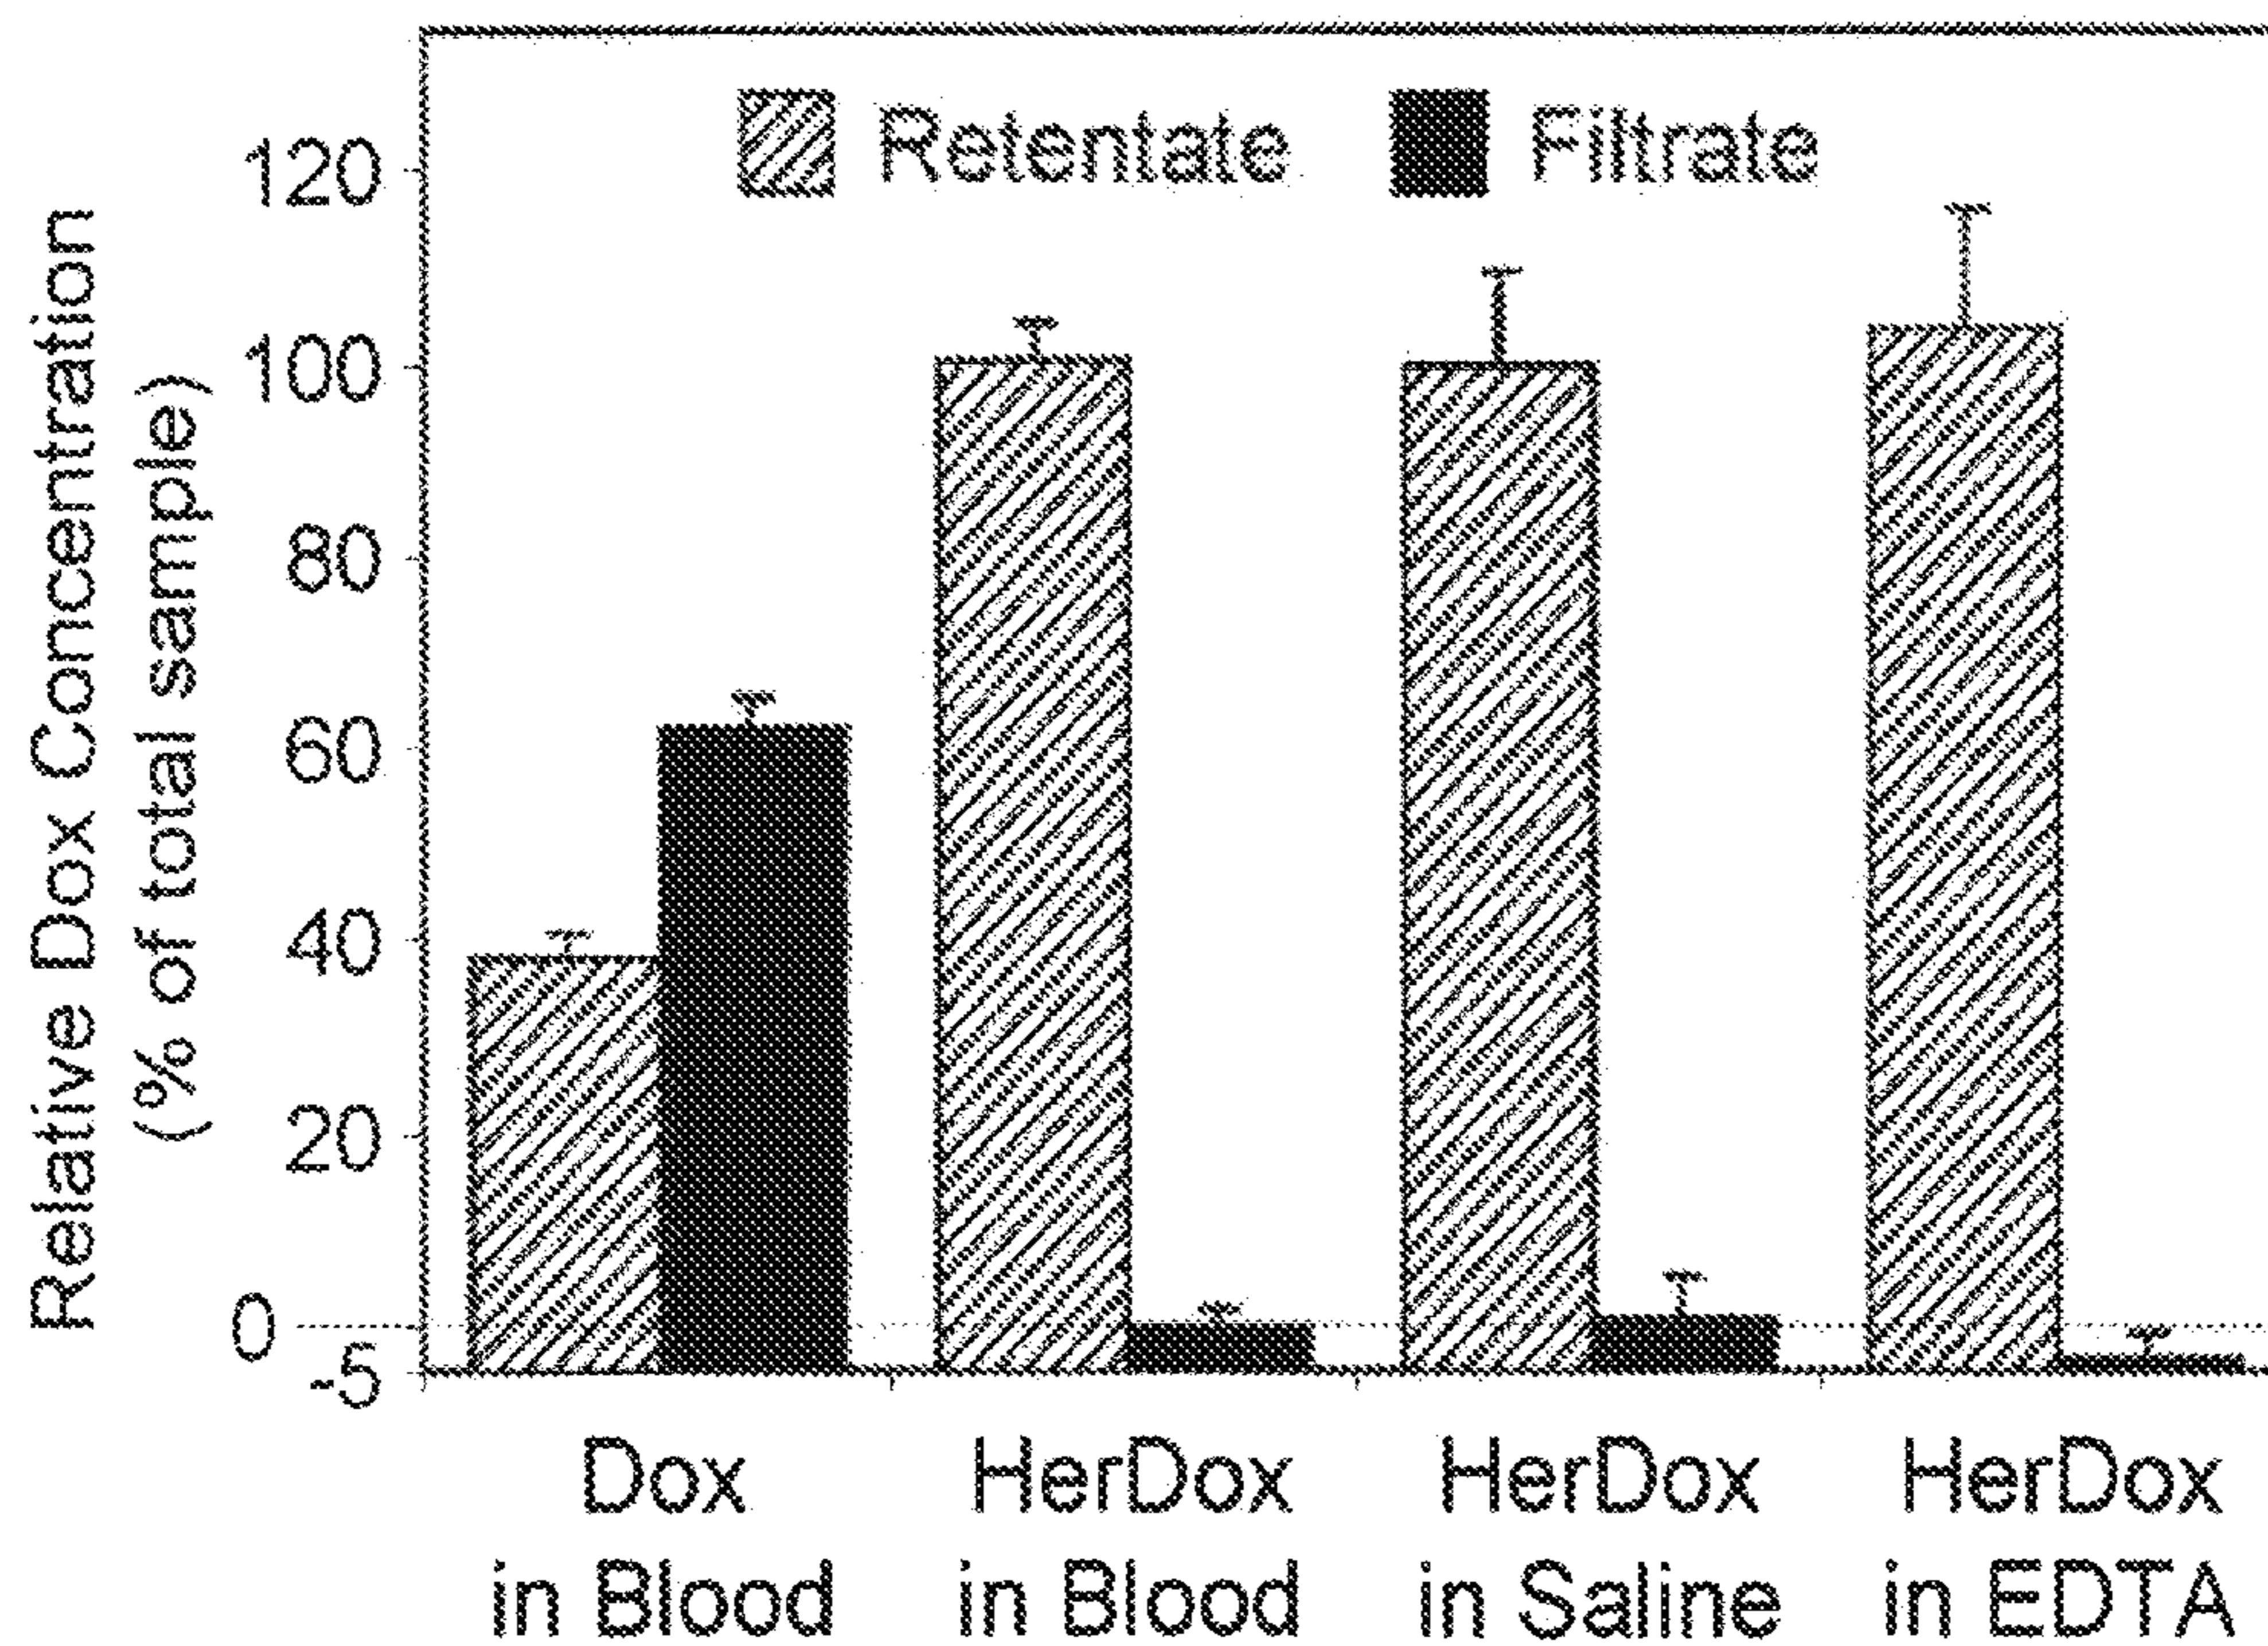 Relative Dox Concentration
(% of total sample)
Retentate
Filtrate
120
100
80
60
40
20
0
-5
Dox
in Blood
HerDox
in Blood
HerDox
in Saline
HerDox
in EDTA